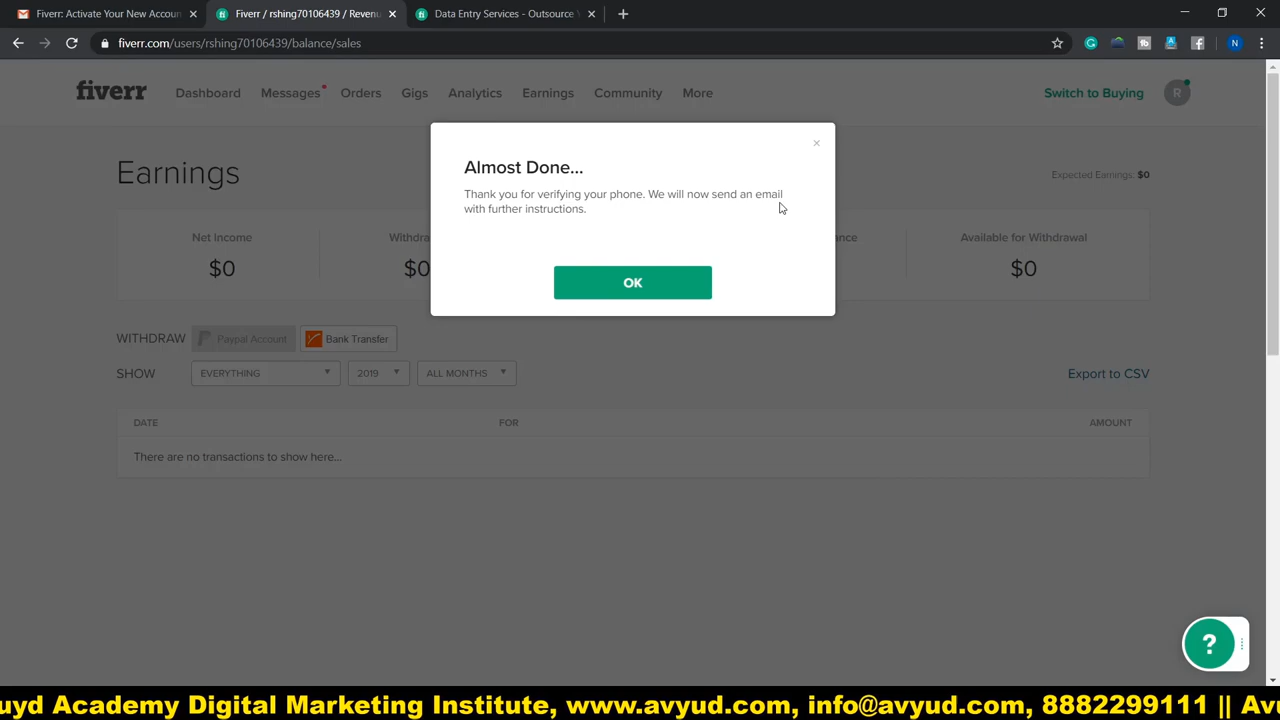 Fiverr: Activate Your New Accoun
Fiverr / rshing70106439 / Revenu
Data Entry Services - Outsource Y
fiverr.com/users/rshing70106439/balance/sales
N
fiverr
Dashboard
Messages
Orders
Gigs
Analytics
Earnings
Community
More
Switch to Buying
R
Earnings
Expected Earnings: $0
Almost Done...
Thank you for verifying your phone. We will now send an email
with further instructions.
OK
Net Income
$0
Withdra
$0
ance
Available for Withdrawal
$0
WITHDRAW
Paypal Account
Bank Transfer
SHOW
EVERYTHING
2019
ALL MONTHS
Export to CSV
DATE
FOR
AMOUNT
There are no transactions to show here...
?
uyd Academy Digital Marketing Institute, www.avyud.com, info@avyud.com, 8882299111 || Avu